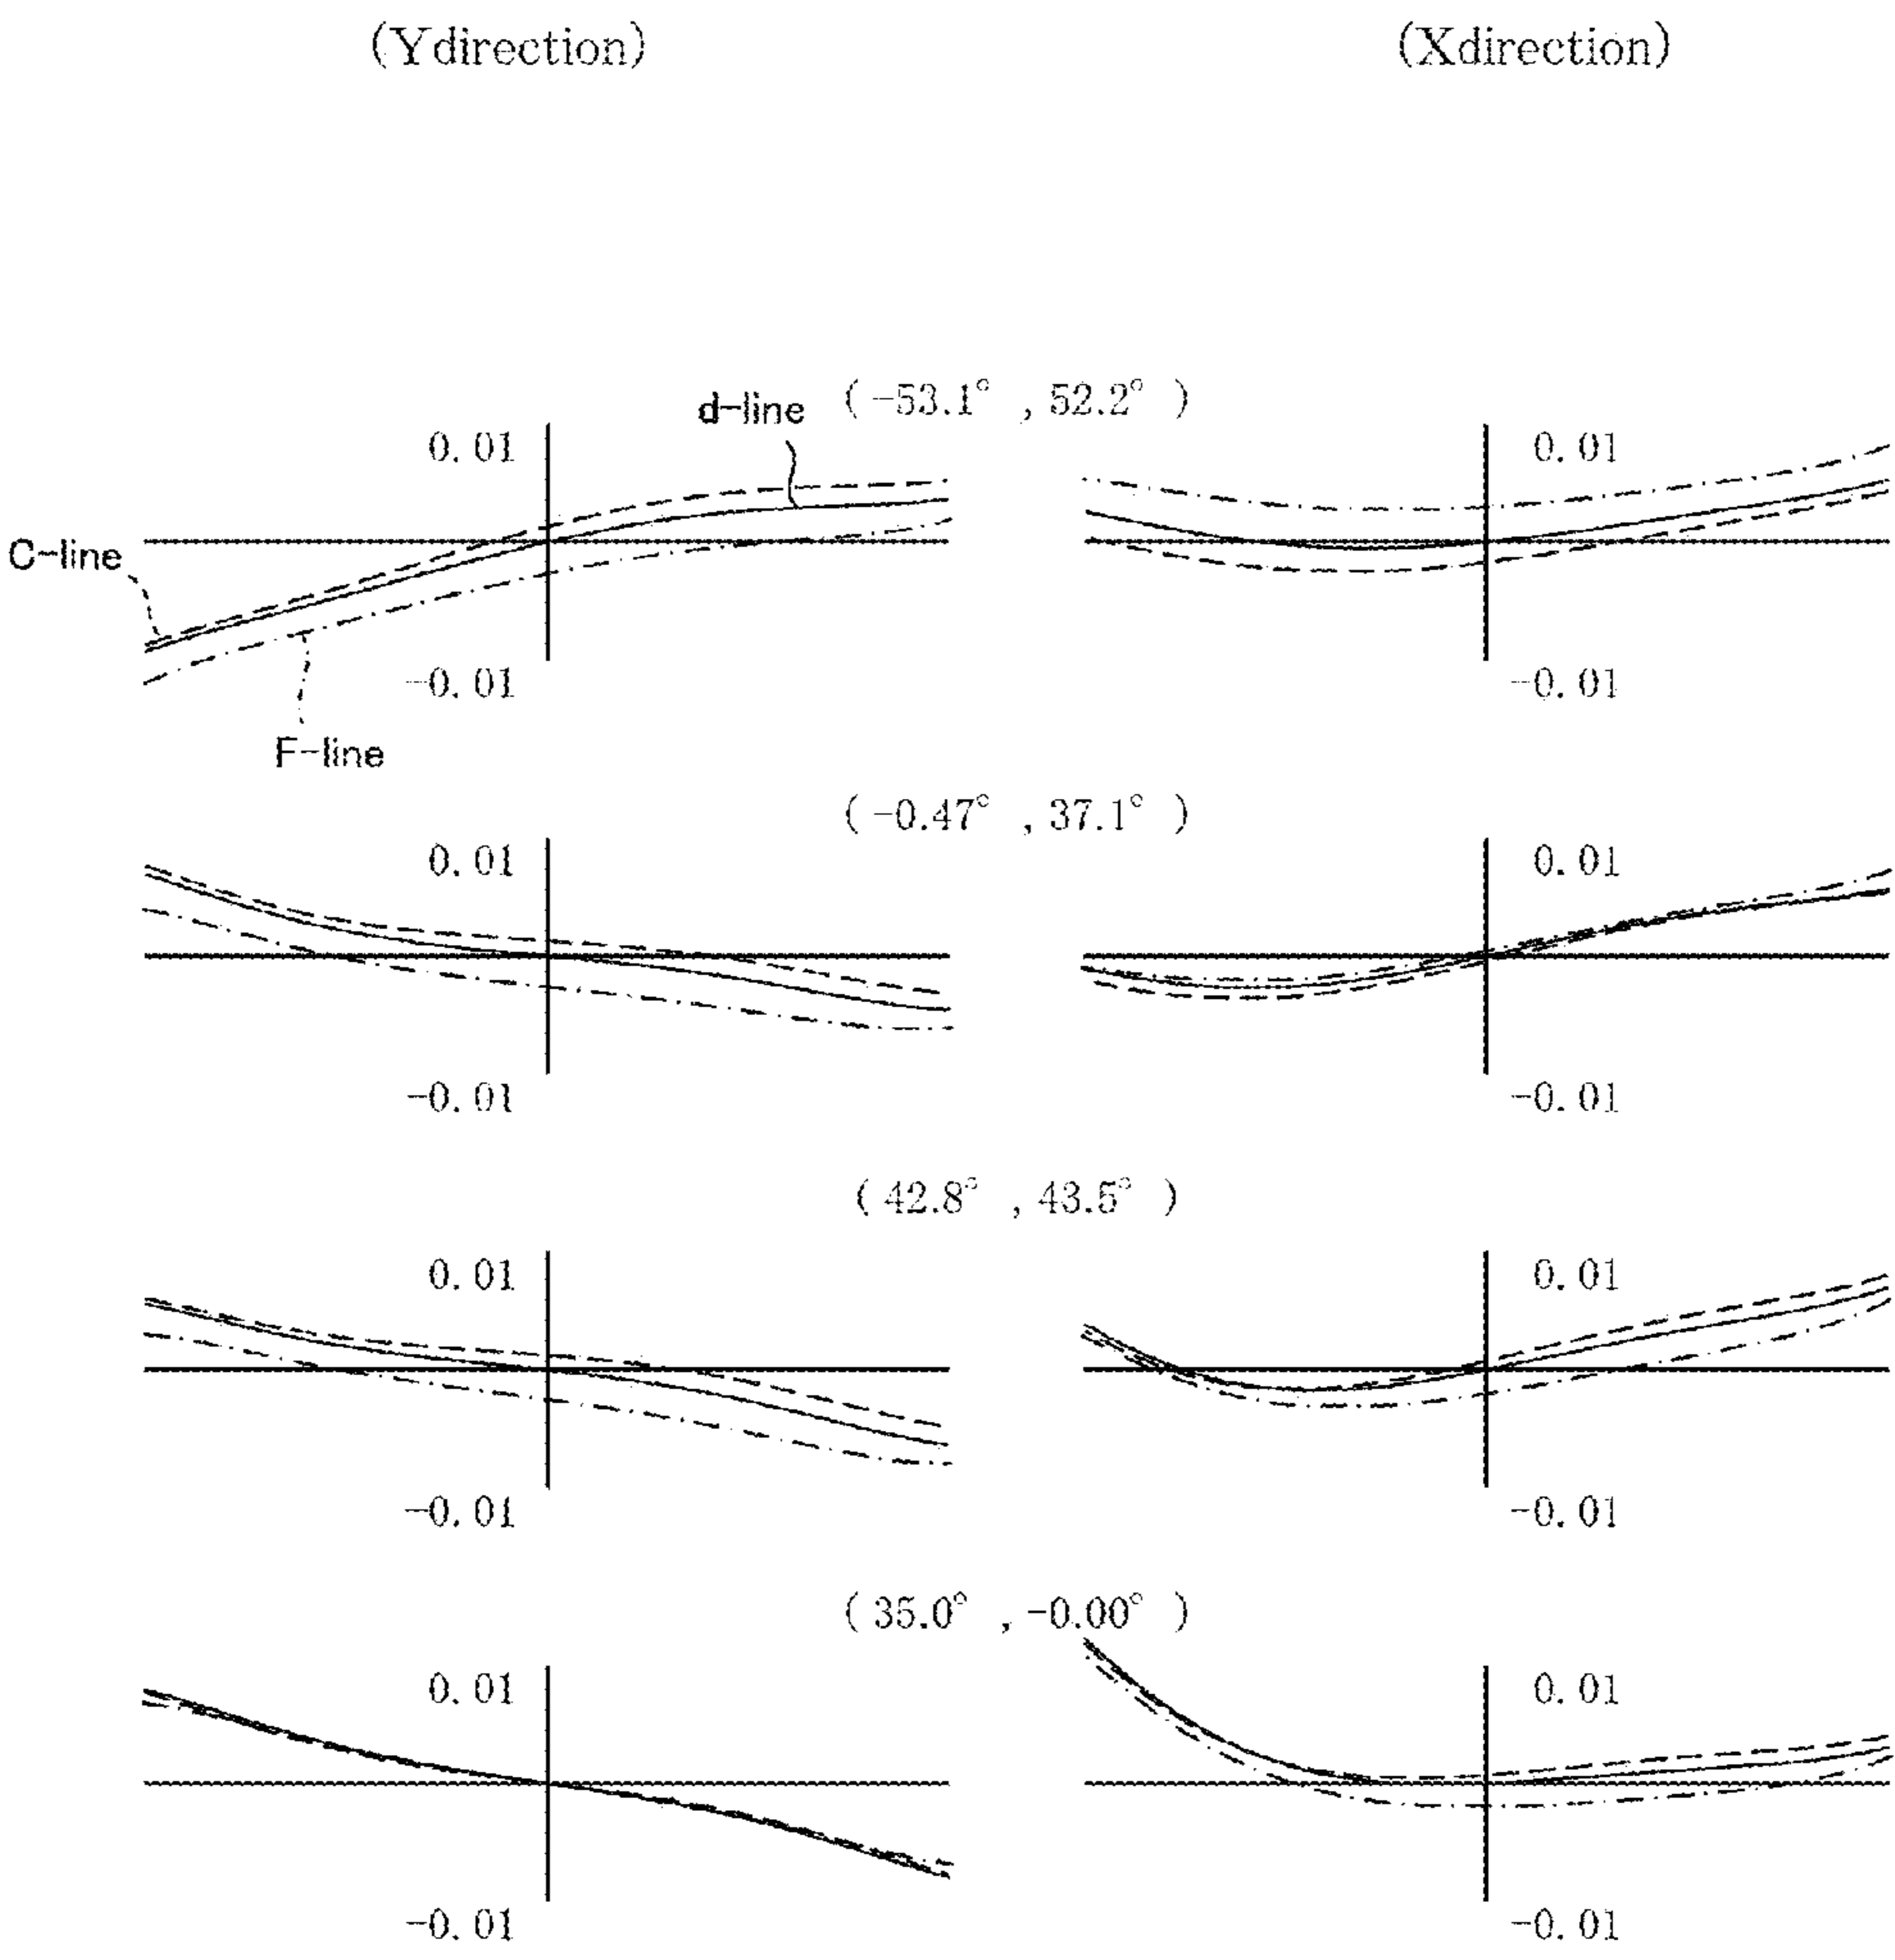 (Ydirection) (Xdirection)
(-53.1° , 52.2° )
d-line
0.01 0.01
C-line
-0.01 -0.01
F-line
(-0.47° , 37.1° )
0.01 0.01
-0.01 -0.01
(42.8° , 43.5° )
0.01 0.01
-0.01 -0.01
(35.0° , -0.00° )
0.01 0.01
-0.01 -0.01